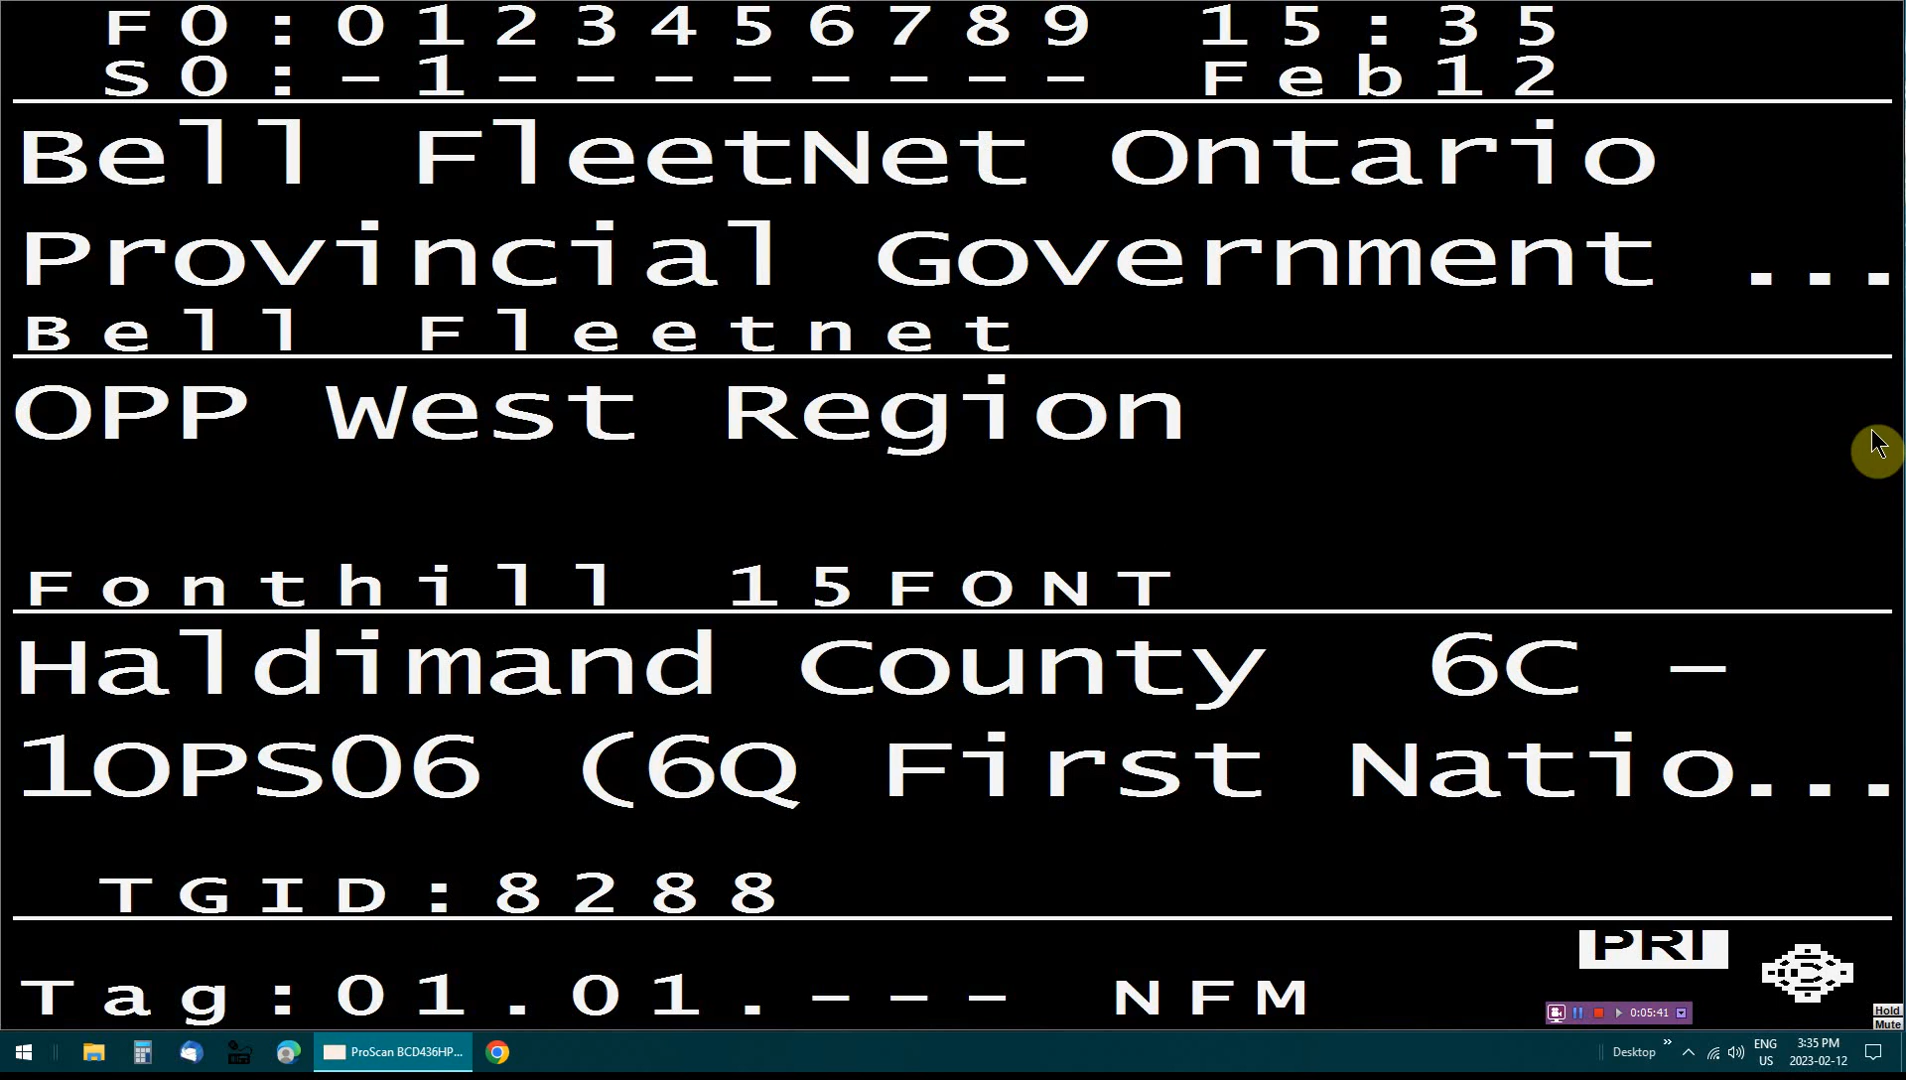 F0:0123456789 15:35
S0:-1-------- Feb12
Bell FleetNet Ontario
Provincial Government ...
Bell Fleetnet
OPP West Region
Fonthill 15FONT
Haldimand County 6C -
1OPS06 (6Q First Natio...
TGID:8288
PRI
Tag:01.01.--- NFM
0:05:41
Hold
Mute
ProScan BCD436HP...
Desktop
ENG
US
3:35 PM
2023-02-12